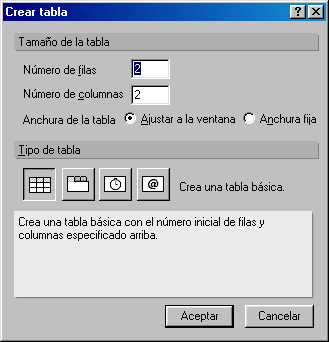 Crear tabla
Tamaño de la tabla
Número de filas 2
Número de columnas 2
Anchura de la tabla Ajustar a la ventana Anchura fija
Tipo de tabla
@ Crea una tabla básica.
Crea una tabla básica con el número inicial de filas y
columnas especificado arriba.
Aceptar Cancelar